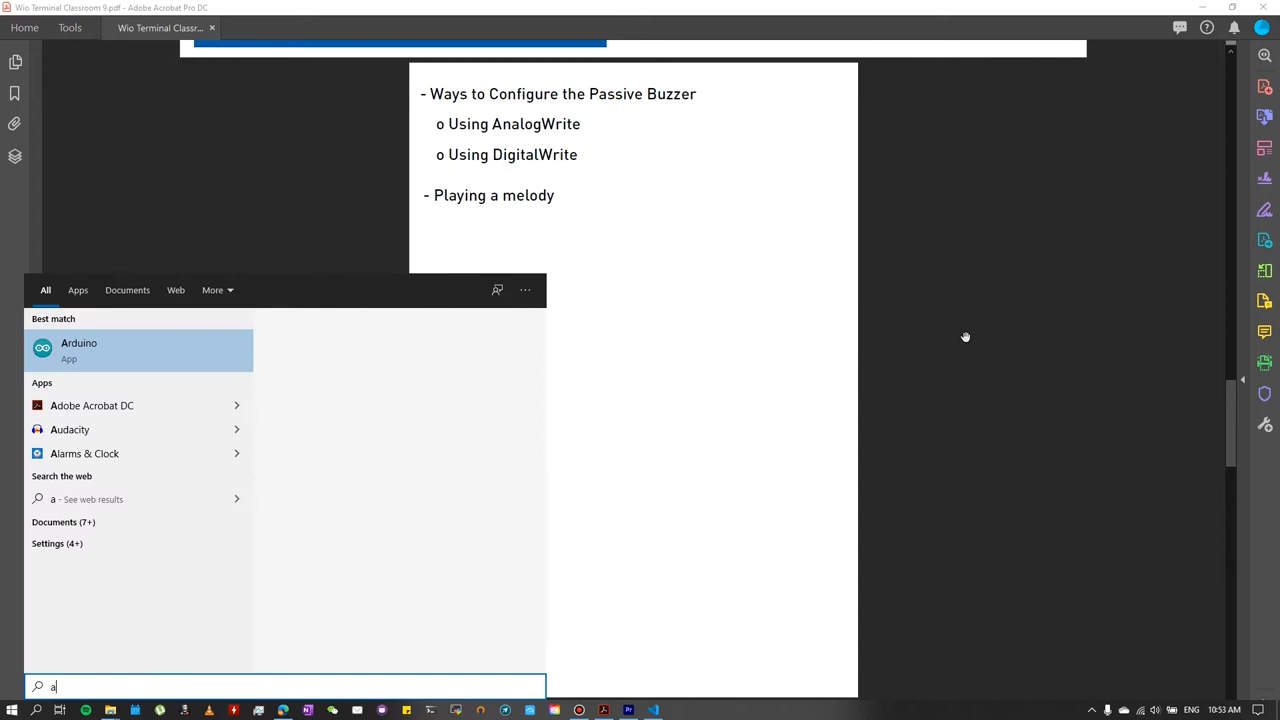 Wio Terminal Classroom 9.pdf - Adobe Acrobat Pro DC
Home
Tools
Wio Terminal Classr...
- Ways to Configure the Passive Buzzer
o Using AnalogWrite
o Using DigitalWrite
- Playing a melody
All
Apps
Documents
Web
More
Best match
Arduino
App
Apps
Adobe Acrobat DC
Audacity
Alarms & Clock
Search the web
a - See web results
Documents (7+)
Settings (4+)
a
ENG
10:53 AM